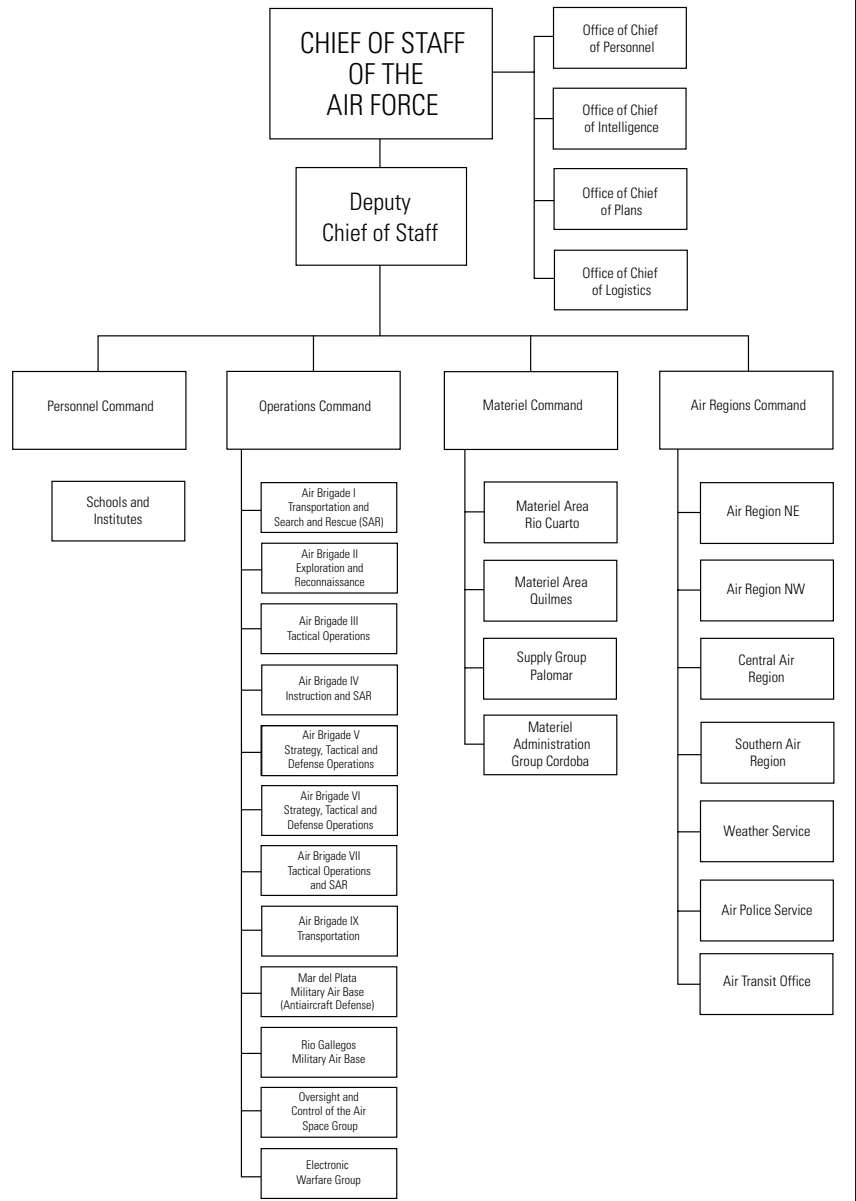 CHIEF OF STAFF
OF THE
AIR FORCE
Office of Chief
of Personnel
Office of Chief
of Intelligence
Office of Chief
of Plans
Office of Chief
of Logistics
Deputy
Chief of Staff
Personnel Command
Operations Command
Materiel Command
Air Regions Command
Schools and
Institutes
Air Brigade I
Transportation and
Search and Rescue (SAR)
Air Brigade II
Exploration and
Reconnaissance
Air Brigade III
Tactical Operations
Air Brigade IV
Instruction and SAR
Air Brigade V
Strategy, Tactical and
Defense Operations
Air Brigade VI
Strategy, Tactical and
Defense Operations
Air Brigade VII
Tactical Operations
and SAR
Air Brigade IX
Transportation
Mar del Plata
Military Air Base
(Antiaircraft Defense)
Rio Gallegos
Military Air Base
Oversight and
Control of the Air
Space Group
Electronic
Warfare Group
Materiel Area
Rio Cuarto
Materiel Area
Quilmes
Supply Group
Palomar
Materiel
Administration
Group Cordoba
Air Region NE
Air Region NW
Central Air
Region
Southern Air
Region
Weather Service
Air Police Service
Air Transit Office